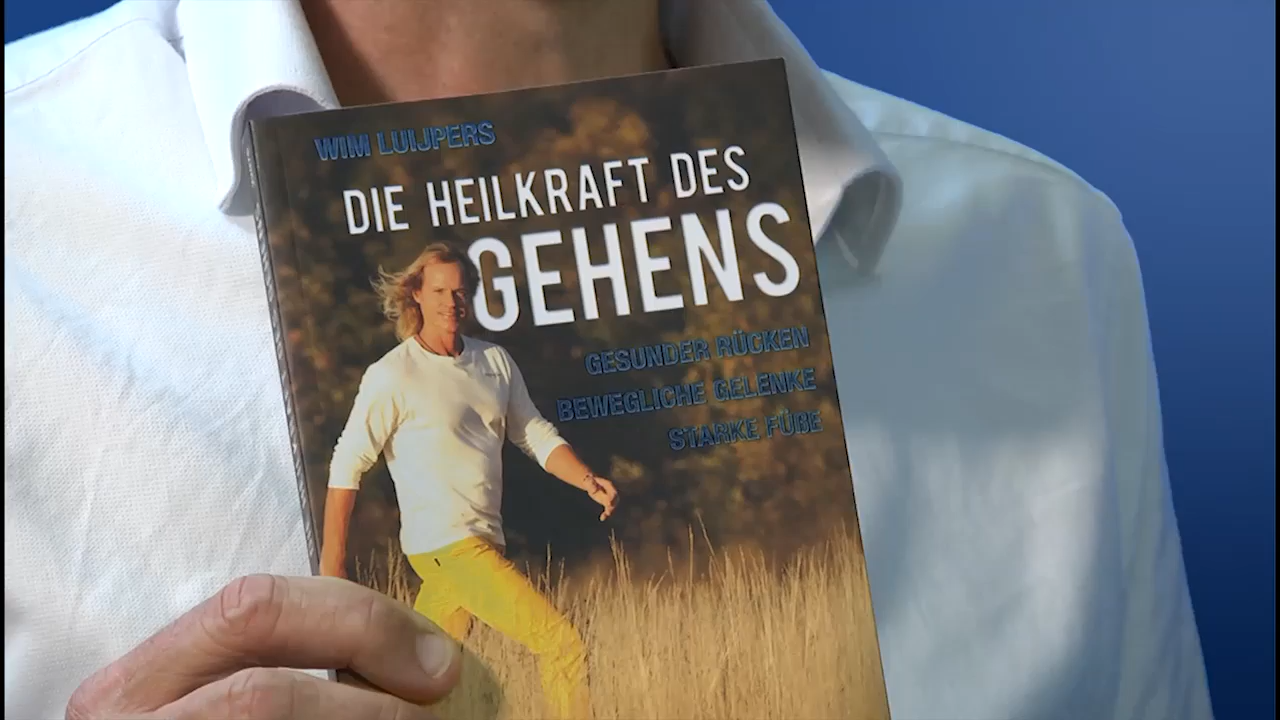 WIM LUIJPERS
DIE HEILKRAFT DES
GEHENS
GESUNDER RÜCKEN
BEWEGLICHE GELENKE
STARKE FÜßE